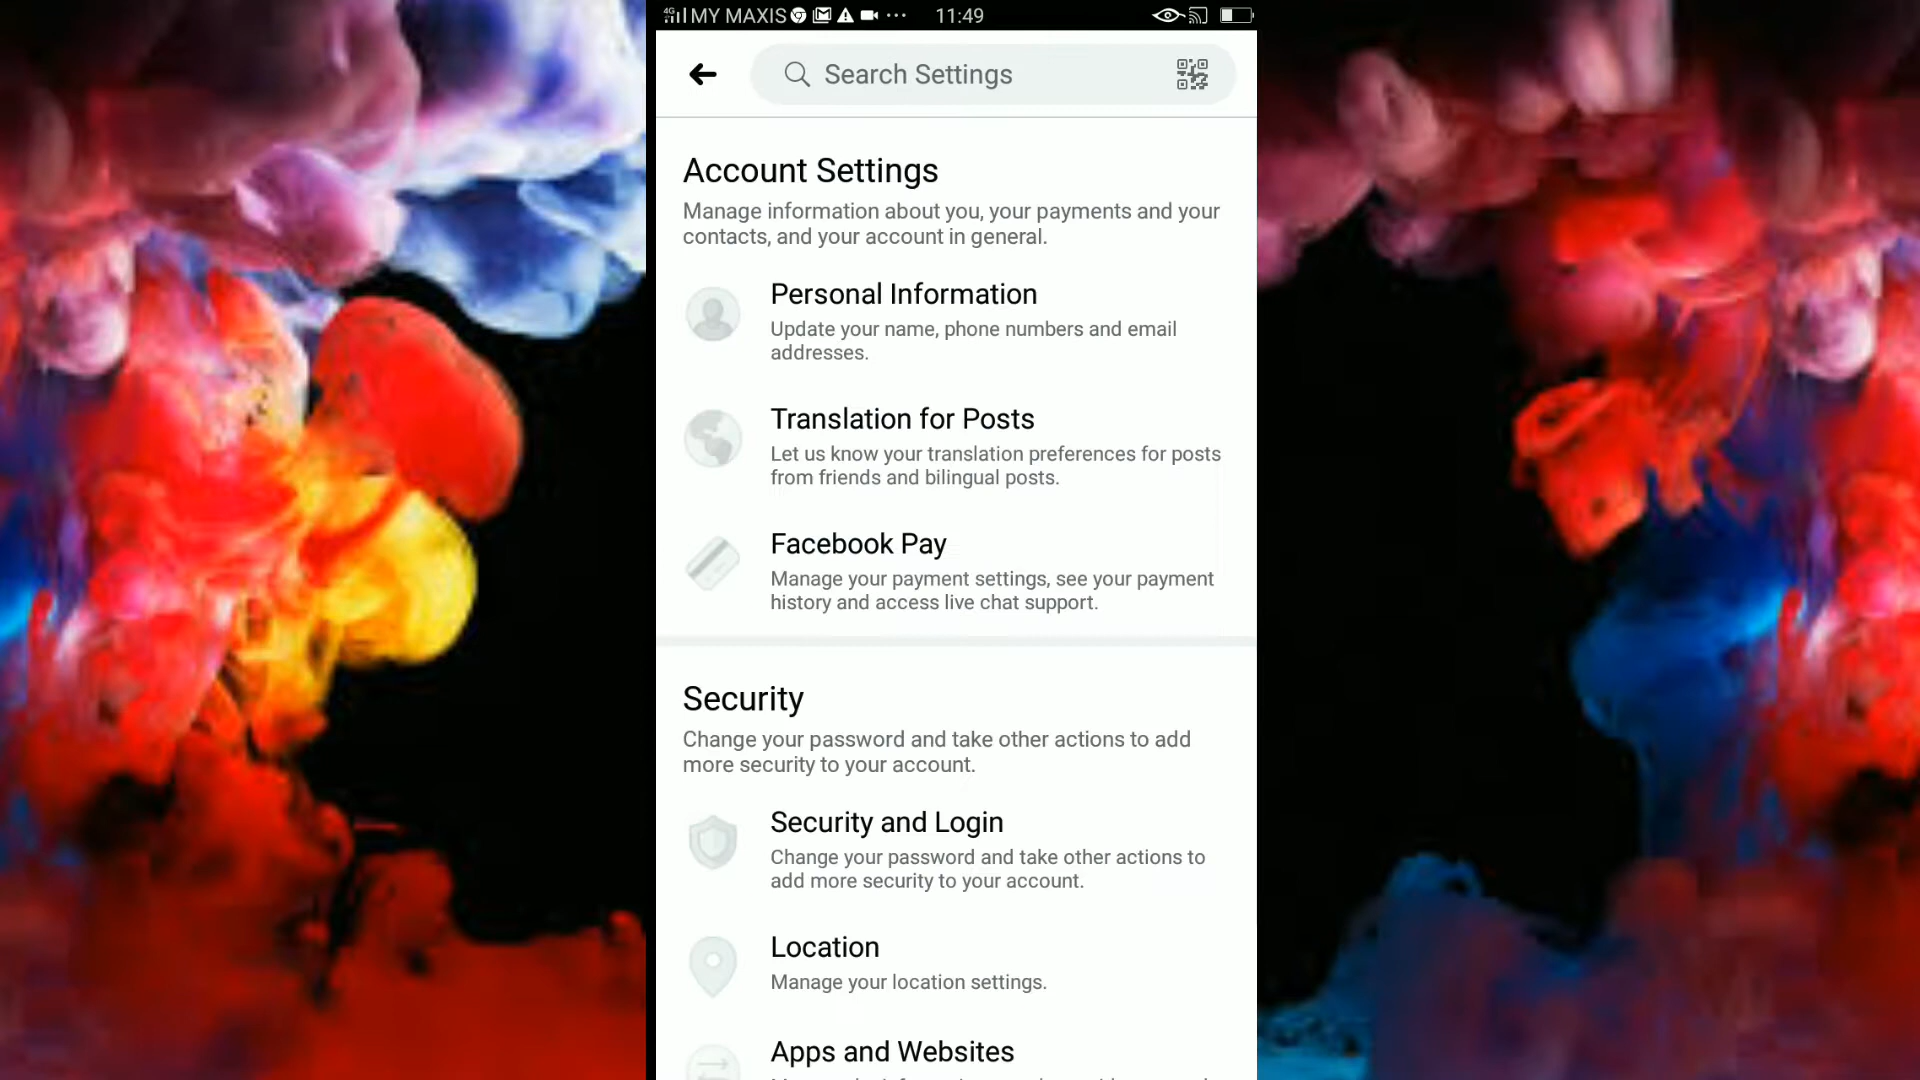 4G MY MAXIS 11:49
Search Settings
Account Settings
Manage information about you, your payments and your
contacts, and your account in general.
Personal Information
Update your name, phone numbers and email
addresses.
Translation for Posts
Let us know your translation preferences for posts
from friends and bilingual posts.
Facebook Pay
Manage your payment settings, see your payment
history and access live chat support.
Security
Change your password and take other actions to add
more security to your account.
Security and Login
Change your password and take other actions to
add more security to your account.
Location
Manage your location settings.
Apps and Websites